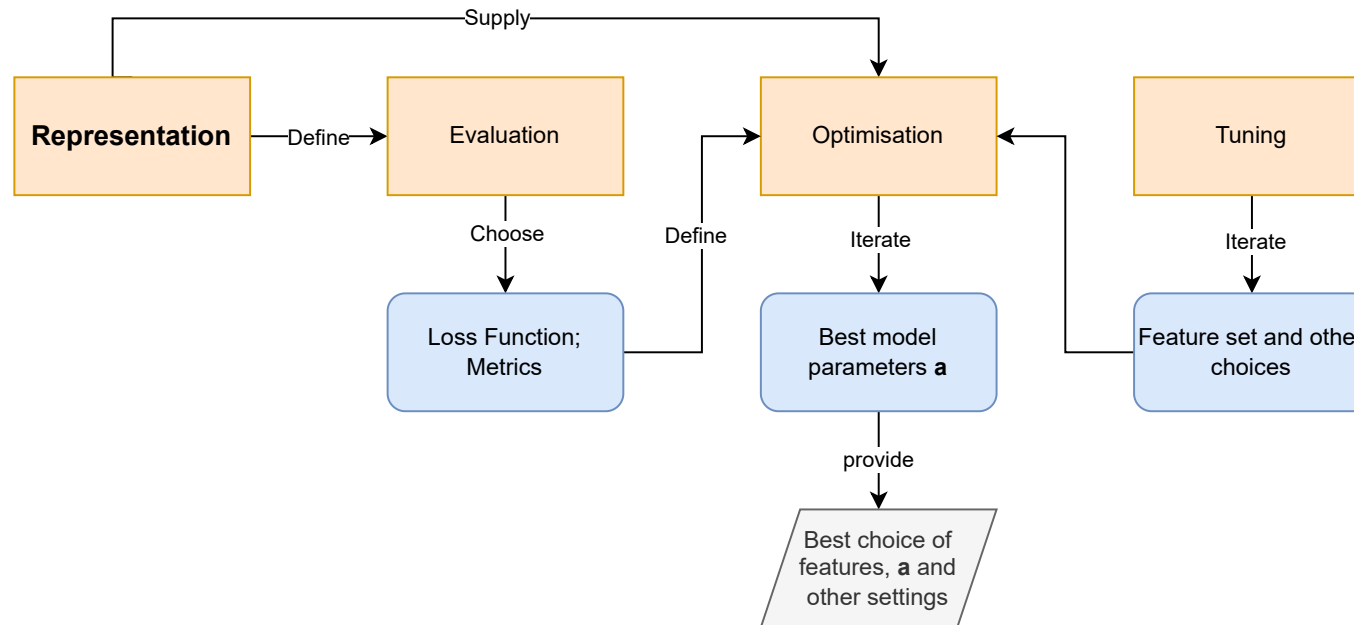 Supply
Representation
Define
Evaluation
Optimisation
Tuning
Choose
Define
Iterate
Iterate
Loss Function;
Metrics
Best model
parameters a
Feature set and othe
choices
provide
Best choice of
features, a and
other settings